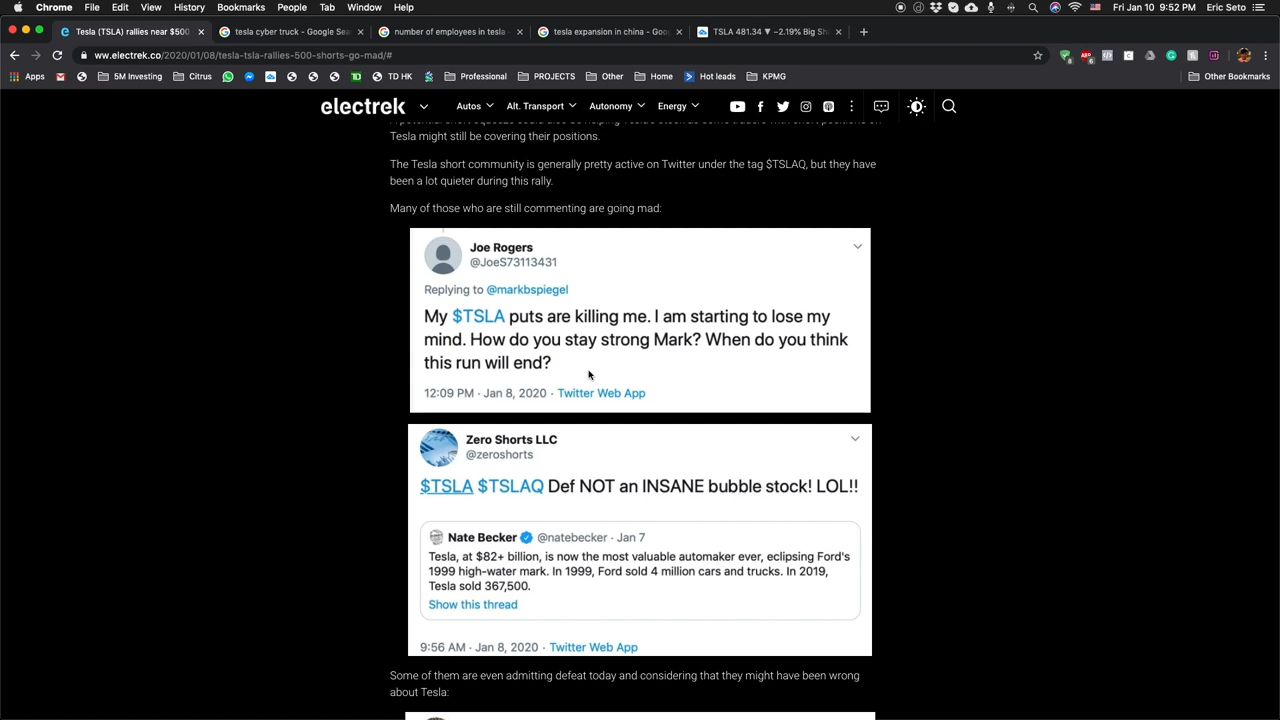 Chrome File Edit View History Bookmarks People Tab Window Help Fri Jan 10 9:52 PM Eric Seto
Tesla (TSLA) rallies near $500 tesla cyber truck - Google Sea number of employees in tesla - tesla expansion in china - Goo TSLA 481.34 ▼ −2.19% Big Sh
ww.electrek.co/2020/01/08/tesla-tsla-rallies-500-shorts-go-mad/#
Apps 5M Investing Citrus TD HK Professional PROJECTS Other Home Hot leads KPMG Other Bookmarks
electrek Autos Alt. Transport Autonomy Energy
Tesla might still be covering their positions.
The Tesla short community is generally pretty active on Twitter under the tag $TSLAQ, but they have
been a lot quieter during this rally.
Many of those who are still commenting are going mad:
Joe Rogers
@JoeS73113431
Replying to @markbspiegel
My $TSLA puts are killing me. I am starting to lose my
mind. How do you stay strong Mark? When do you think
this run will end?
12:09 PM · Jan 8, 2020 · Twitter Web App
Zero Shorts LLC
@zeroshorts
$TSLA $TSLAQ Def NOT an INSANE bubble stock! LOL!!
Nate Becker @natebecker · Jan 7
Tesla, at $82+ billion, is now the most valuable automaker ever, eclipsing Ford's
1999 high-water mark. In 1999, Ford sold 4 million cars and trucks. In 2019,
Tesla sold 367,500.
Show this thread
9:56 AM · Jan 8, 2020 · Twitter Web App
Some of them are even admitting defeat today and considering that they might have been wrong
about Tesla: